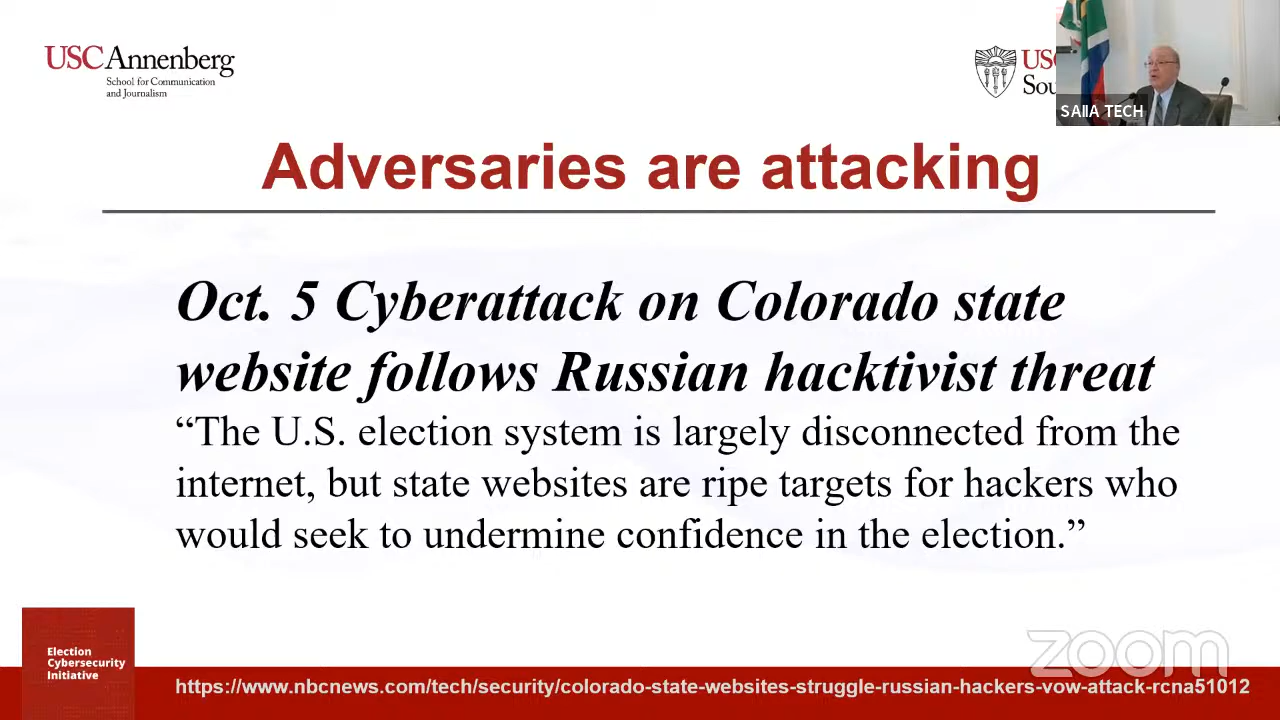 USC Annenberg
School for Communication
and Journalism
USC
Sou
SAIIA TECH
Adversaries are attacking
Oct. 5 Cyberattack on Colorado state
website follows Russian hacktivist threat
“The U.S. election system is largely disconnected from the
internet, but state websites are ripe targets for hackers who
would seek to undermine confidence in the election.”
zoom
Election
Cybersecurity
Initiative
https://www.nbcnews.com/tech/security/colorado-state-websites-struggle-russian-hackers-vow-attack-rcna51012